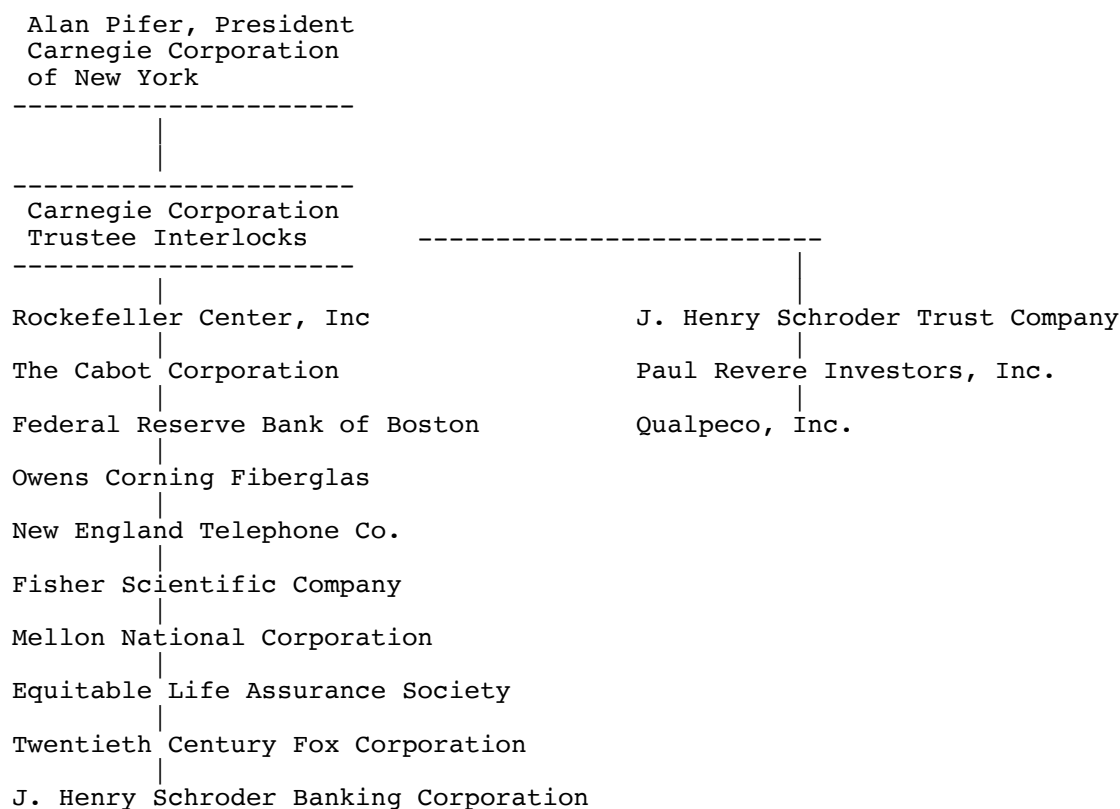 Alan Pifer, President
Carnegie Corporation
of New York
Carnegie Corporation
Trustee Interlocks
Rockefeller Center, Inc
The Cabot Corporation
Federal Reserve Bank of Boston
Owens Corning Fiberglas
New England Telephone Co.
Fisher Scientific Company
Mellon National Corporation
Equitable Life Assurance Society
Twentieth Century Fox Corporation
J. Henry Schroder Banking Corporation
J. Henry Schroder Trust Company
Paul Revere Investors, Inc.
Qualpeco, Inc.